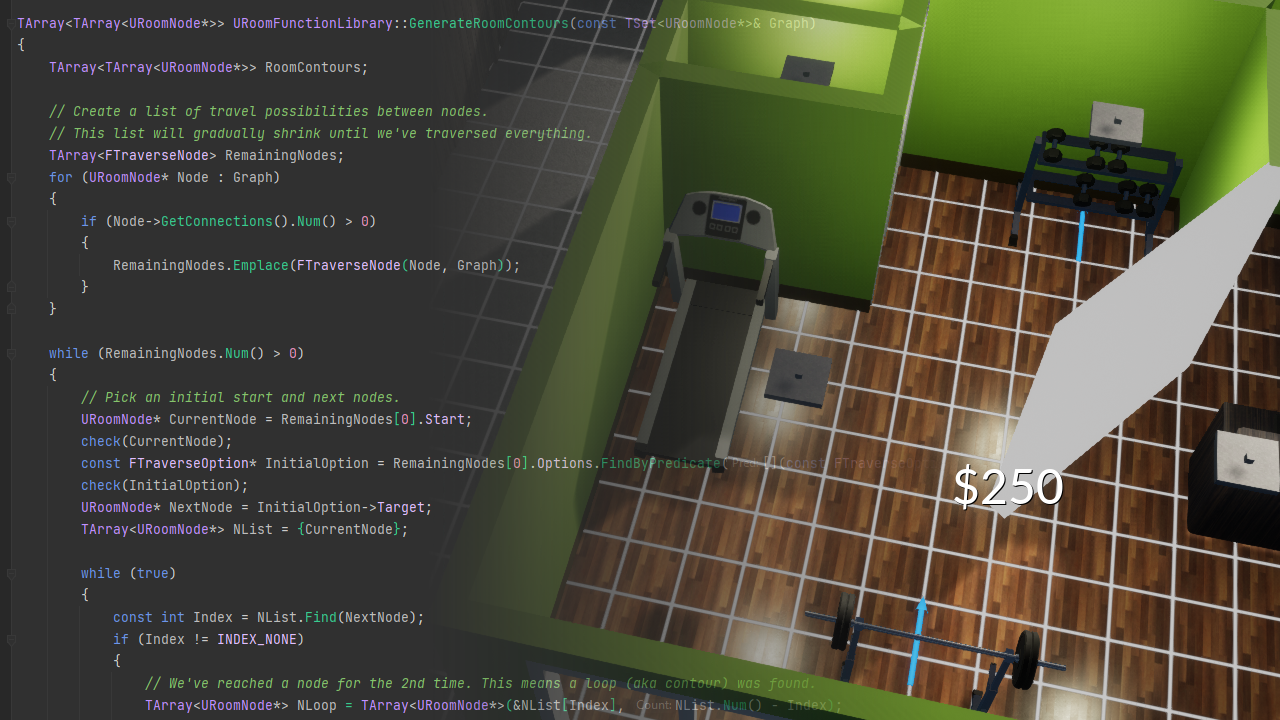 TArray<TArray<URoomNode*>> URoomFunctionLibrary::GenerateRoomContours(const TSet<URoomNode*>& Graph)
{
    TArray<TArray<URoomNode*>> RoomContours;
    // Create a list of travel possibilities between nodes.
    // This list will gradually shrink until we've traversed everything.
    TArray<FTraverseNode> RemainingNodes;
    for (URoomNode* Node : Graph)
    {
        if (Node->GetConnections().Num() > 0)
        {
            RemainingNodes.Emplace(FTraverseNode(Node, Graph));
        }
    }
    while (RemainingNodes.Num() > 0)
    {
        // Pick an initial start and next nodes.
        URoomNode* CurrentNode = RemainingNodes[0].Start;
        check(CurrentNode);
        const FTraverseOption* InitialOption = RemainingNodes[0].Options.FindByPredicate( Pred: [](const FTravers
        check(InitialOption);
        URoomNode* NextNode = InitialOption->Target;
        TArray<URoomNode*> NList = {CurrentNode};
        while (true)
        {
            const int Index = NList.Find(NextNode);
            if (Index != INDEX_NONE)
            {
                // We've reached a node for the 2nd time. This means a loop (aka contour) was found.
                TArray<URoomNode*> NLoop = TArray<URoomNode*>(&NList[Index], Count: NList.Num() - Index);
$250